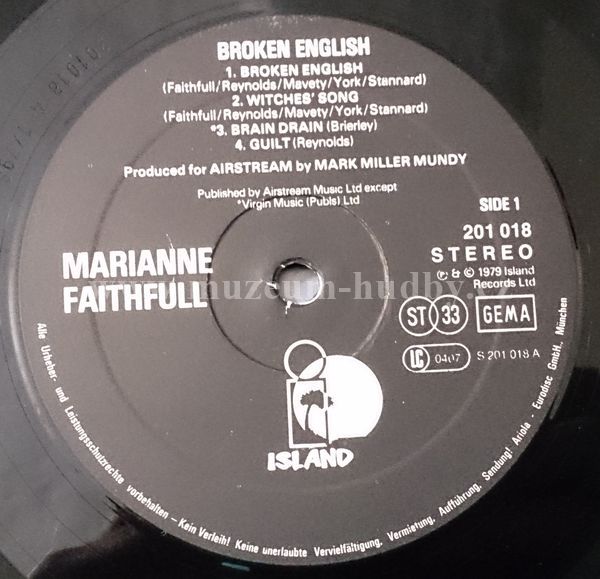 BROKEN ENGLISH
1. BROKEN ENGLISH
(Faithfull/Reynolds/Mavety/York/Stannard)
2. WITCHES' SONG
(Faithfull/Reynolds/Mavety/York/Stannard)
*3. BRAIN DRAIN (Brierley)
4. GUILT (Reynolds)
Produced for AIRSTREAM by MARK MILLER MUNDY
Published by Airstream Music Ltd except
*Virgin Music (Publs) Ltd
SIDE 1
201 018
STEREO
℗ & © 1979 Island
Records Ltd
MARIANNE
FAITHFULL
ST 33 GEMA
LC 0407 S 201 018 A
ISLAND
Alle Urheber- und Leistungsschutzrechte vorbehalten – Kein Verleih! Keine unerlaubte Vervielfältigung, Vermietung, Aufführung, Sendung! Ariola - Eurodisc GmbH., München
muzeum-hudby.cz